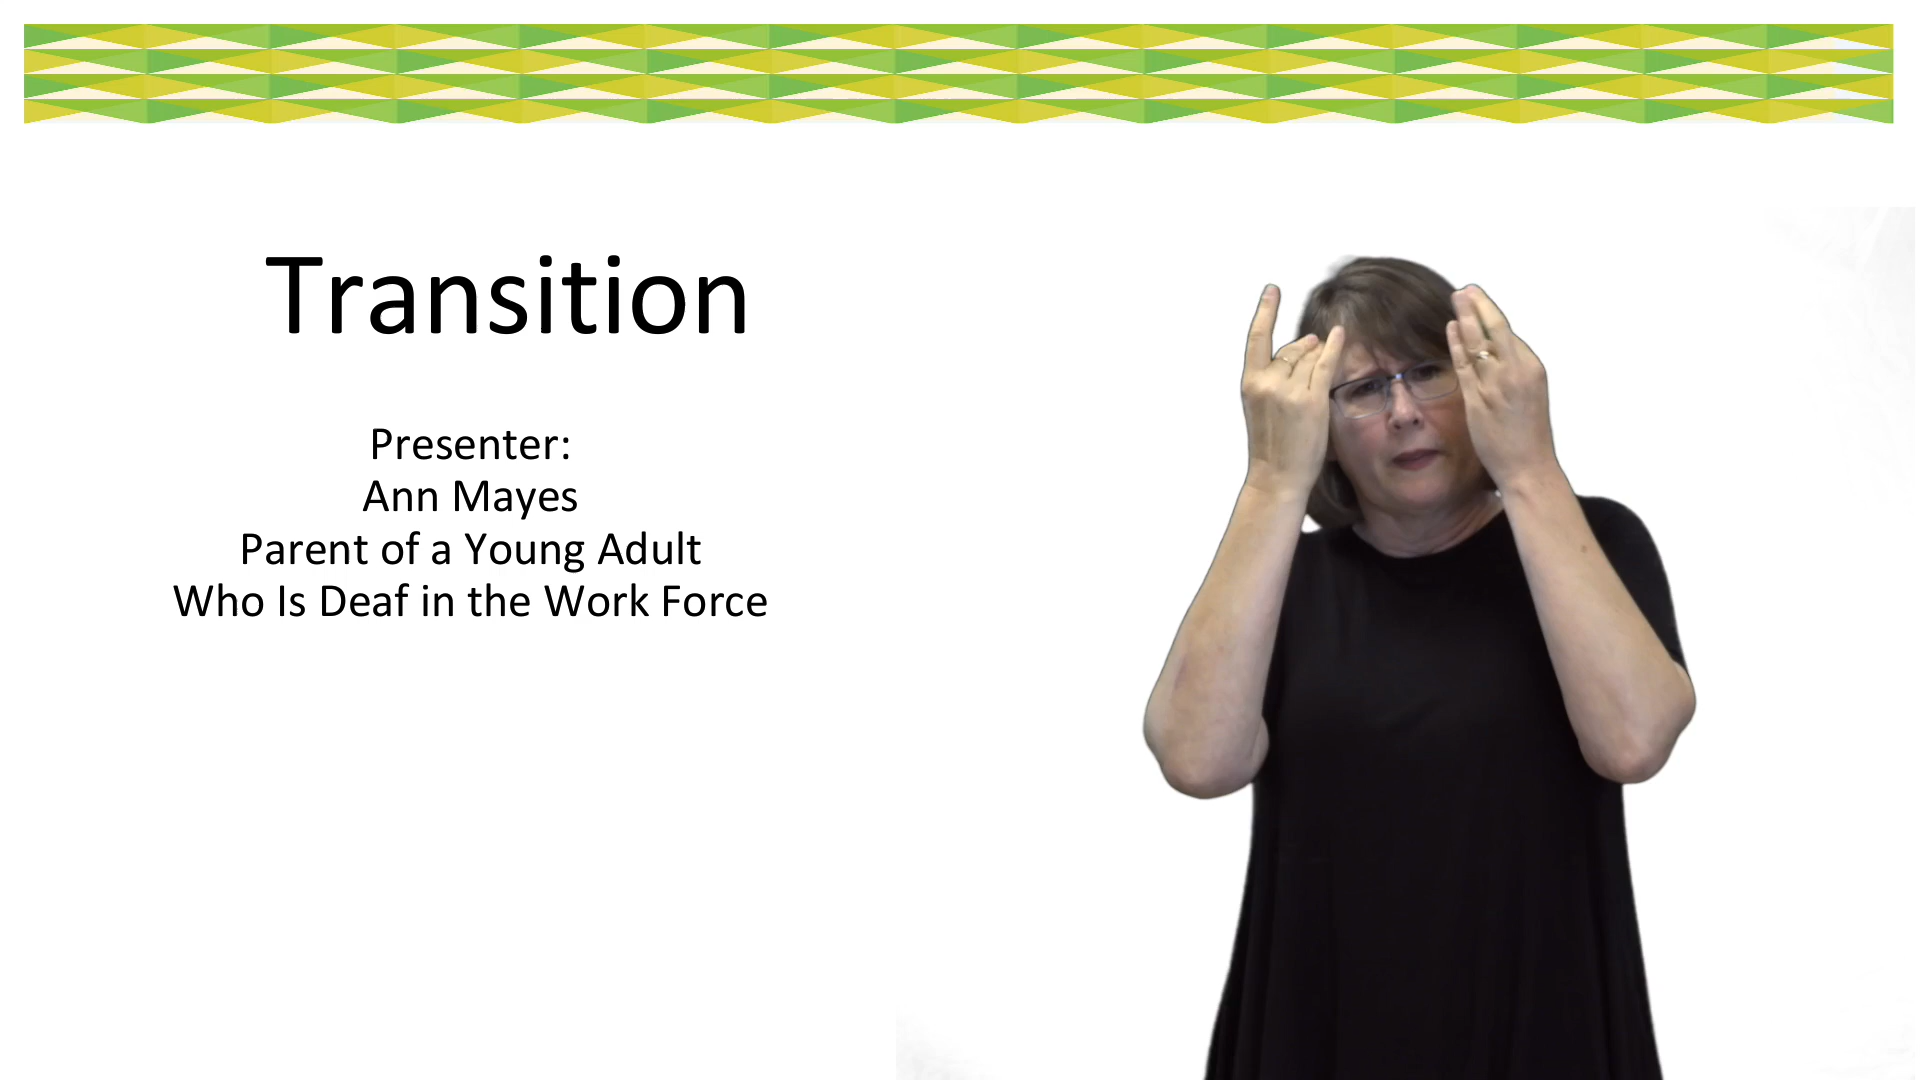 Transition
Presenter:
Ann Mayes
Parent of a Young Adult
Who Is Deaf in the Work Force